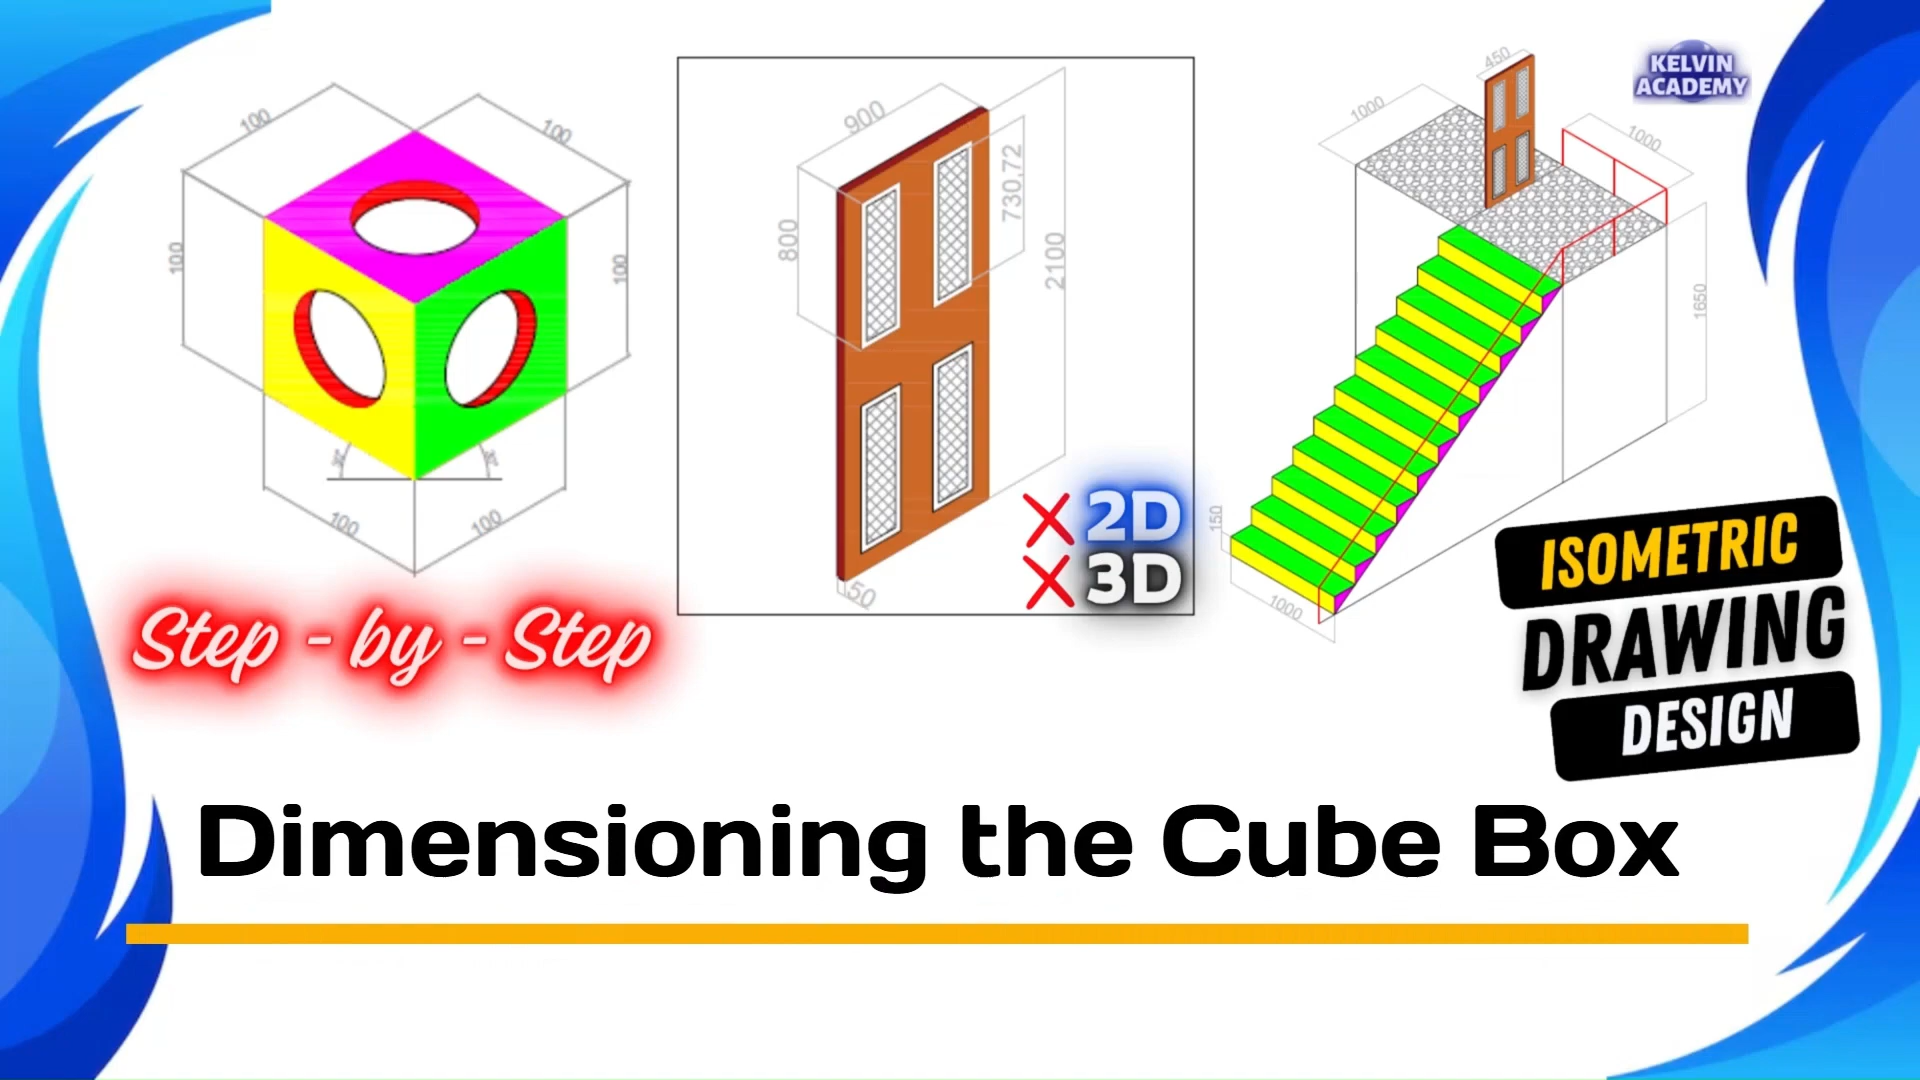 100
100
100
100
100
100
Step - by - Step
900
800
730,72
2100
50
2D
3D
450
1000
1000
1650
150
1000
KELVIN
ACADEMY
ISOMETRIC
DRAWING
DESIGN
Dimensioning the Cube Box